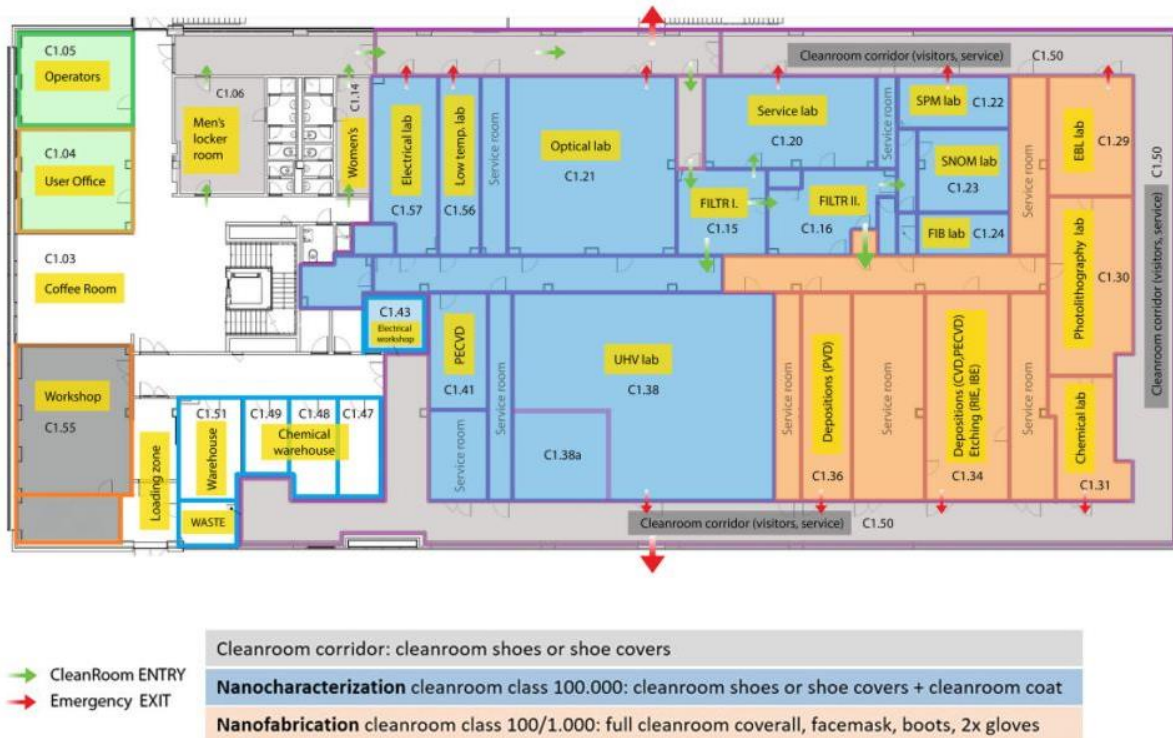 C1.05
Operators
C1.04
User Office
C1.03
Coffee Room
Workshop
C1.55
Loading zone
C1.06
Men's
locker
room
C1.14
Women's
Electrical lab
C1.57
Low temp. lab
C1.56
Service room
Optical lab
C1.21
Cleanroom corridor (visitors, service)
C1.50
Service lab
C1.20
Service room
SPM lab
C1.22
SNOM lab
C1.23
FIB lab
C1.24
FILTR I.
C1.15
FILTR II.
C1.16
Service room
EBL lab
C1.29
Photolithography lab
C1.30
Chemical lab
C1.31
C1.50
Cleanroom corridor (visitors, service)
C1.43
Electrical
workshop
PECVD
C1.41
Service room
Service room
UHV lab
C1.38
C1.38a
Service room
Depositions (PVD)
C1.36
Service room
Depositions (CVD,PECVD)
Etching (RIE, IBE)
C1.34
Service room
C1.51
Warehouse
C1.49
C1.48
C1.47
Chemical
warehouse
WASTE
Cleanroom corridor (visitors, service)
C1.50
CleanRoom ENTRY
Emergency EXIT
Cleanroom corridor: cleanroom shoes or shoe covers
Nanocharacterization cleanroom class 100.000: cleanroom shoes or shoe covers + cleanroom coat
Nanofabrication cleanroom class 100/1.000: full cleanroom coverall, facemask, boots, 2x gloves